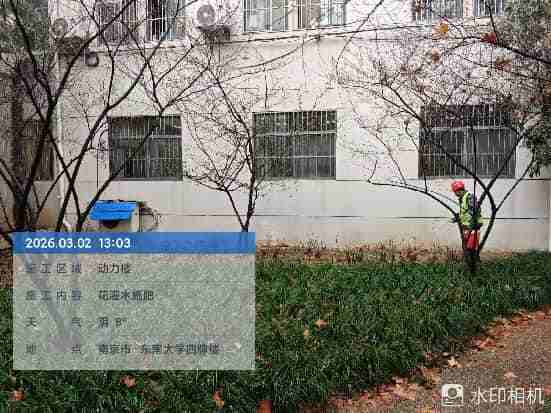 2026.03.02 13:03
施工区域 动力楼
施工内容 花灌木施肥
天气 阴 8°
地点 南京市·东南大学四牌楼
水印相机